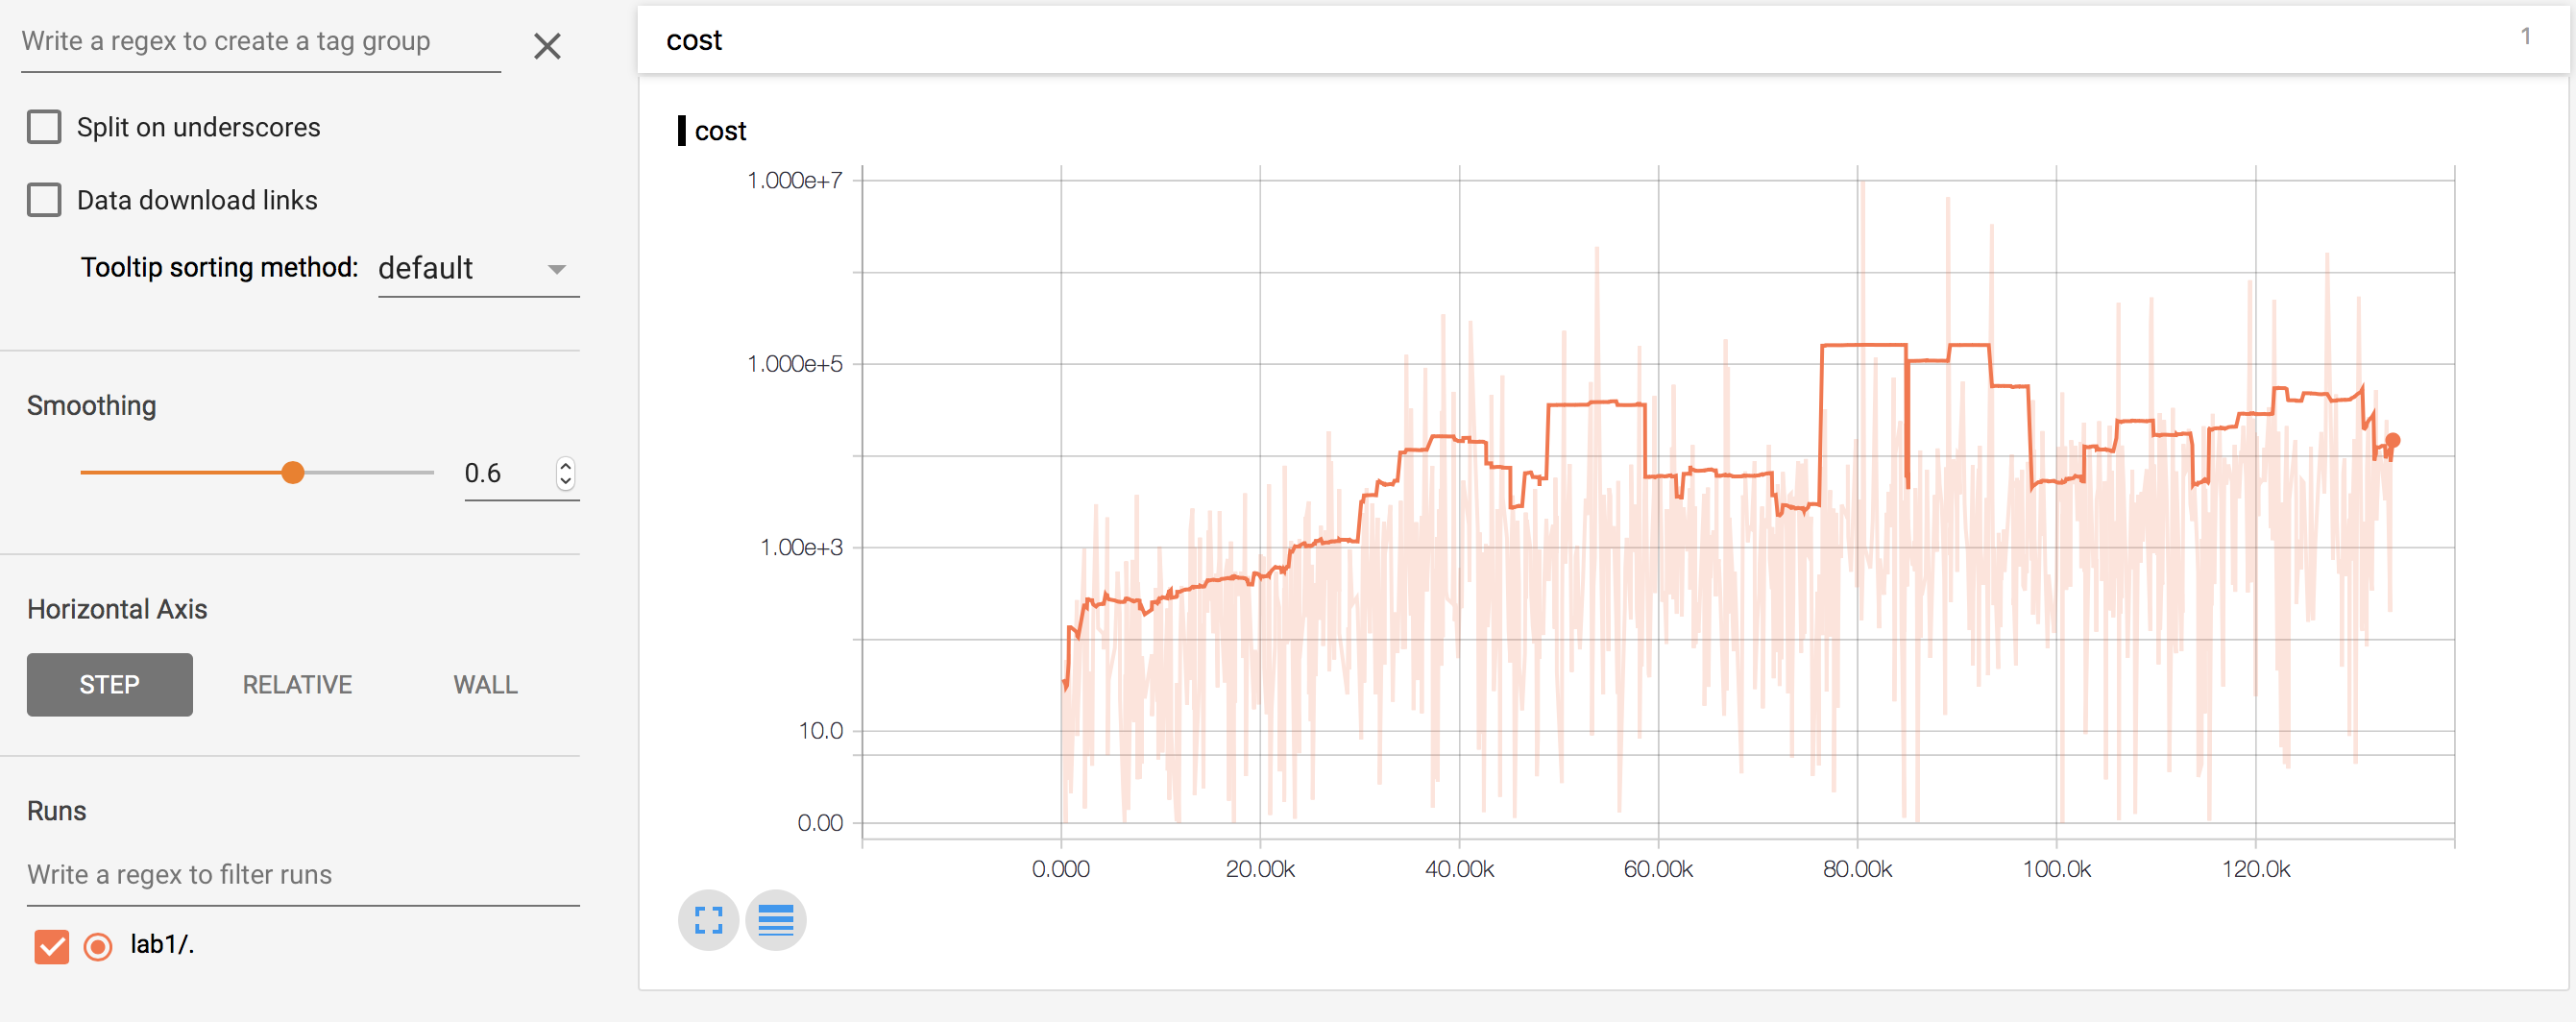 Write a regex to create a tag group
Split on underscores
Data download links
Tooltip sorting method: default
Smoothing
0.6
Horizontal Axis
STEP RELATIVE WALL
Runs
Write a regex to filter runs
lab1/.
cost 1
cost
1.000e+7
1.000e+5
1.00e+3
10.0
0.00
0.000 20.00k 40.00k 60.00k 80.00k 100.0k 120.0k